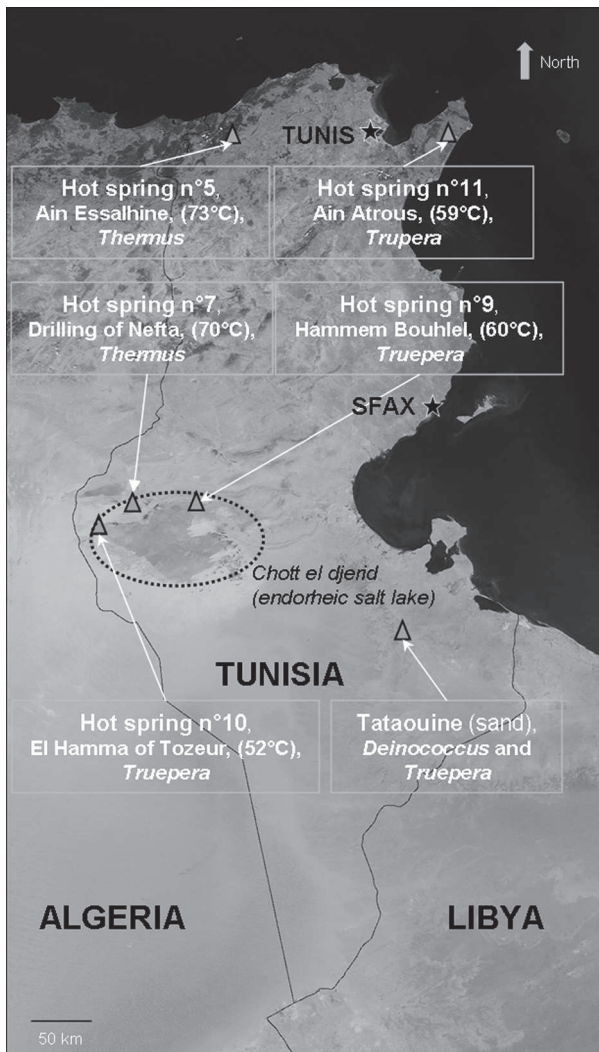 North
TUNIS
Hot spring n°5,
Ain Essalhine, (73°C),
Thermus
Hot spring n°11,
Ain Atrous, (59°C),
Trupera
Hot spring n°7,
Drilling of Nefta, (70°C),
Thermus
Hot spring n°9,
Hammem Bouhlel, (60°C),
Truepera
SFAX
Chott el djerid
(endorheic salt lake)
TUNISIA
Hot spring n°10,
El Hamma of Tozeur, (52°C),
Truepera
Tataouine (sand),
Deinococcus and
Truepera
ALGERIA
LIBYA
50 km